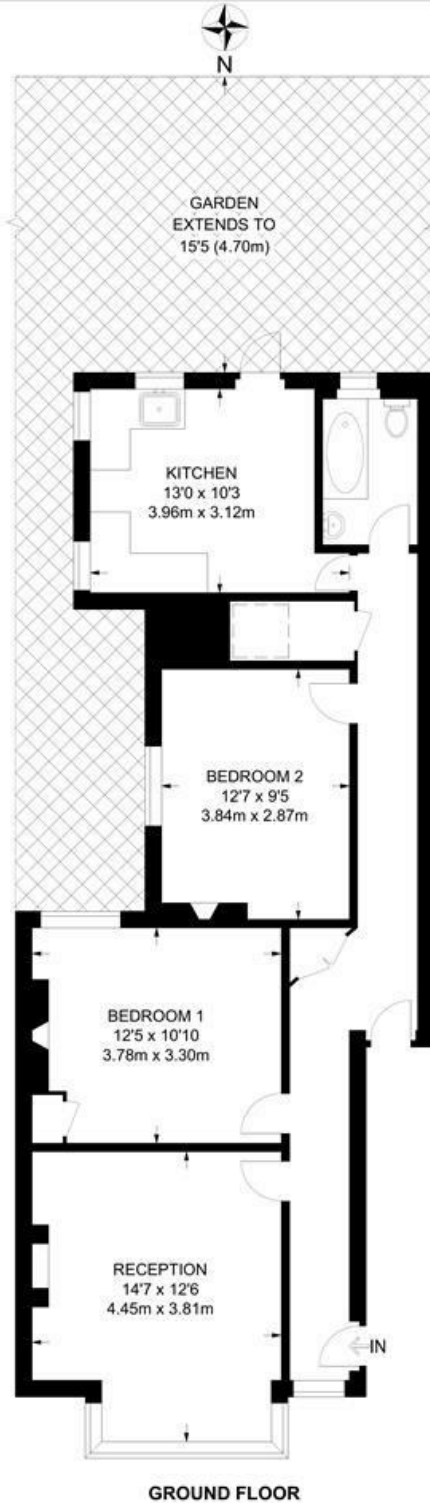 N
GARDEN
EXTENDS TO
15'5 (4.70m)
KITCHEN
13'0 x 10'3
3.96m x 3.12m
BEDROOM 2
12'7 x 9'5
3.84m x 2.87m
BEDROOM 1
12'5 x 10'10
3.78m x 3.30m
RECEPTION
14'7 x 12'6
4.45m x 3.81m
IN
GROUND FLOOR